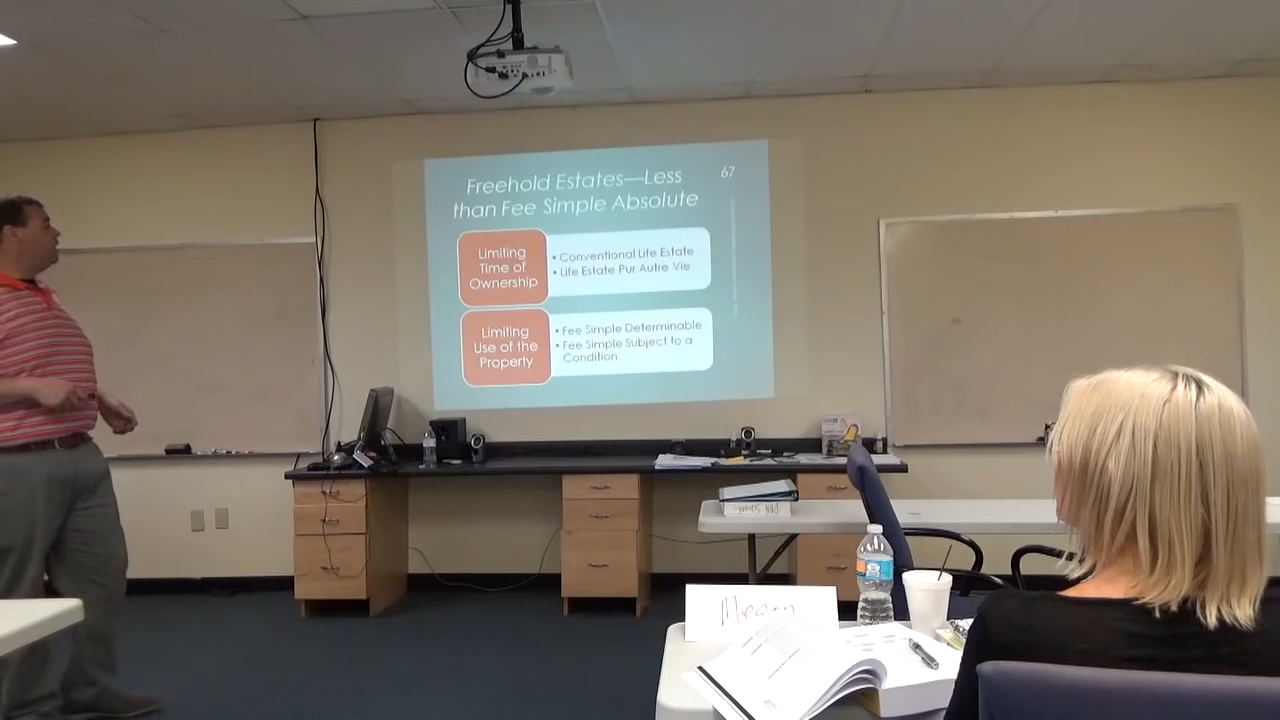 Freehold Estates—Less
than Fee Simple Absolute
67
Limiting
Time of
Ownership
• Conventional Life Estate
• Life Estate Pur Autre Vie
Limiting
Use of the
Property
• Fee Simple Determinable
• Fee Simple Subject to a
Condition